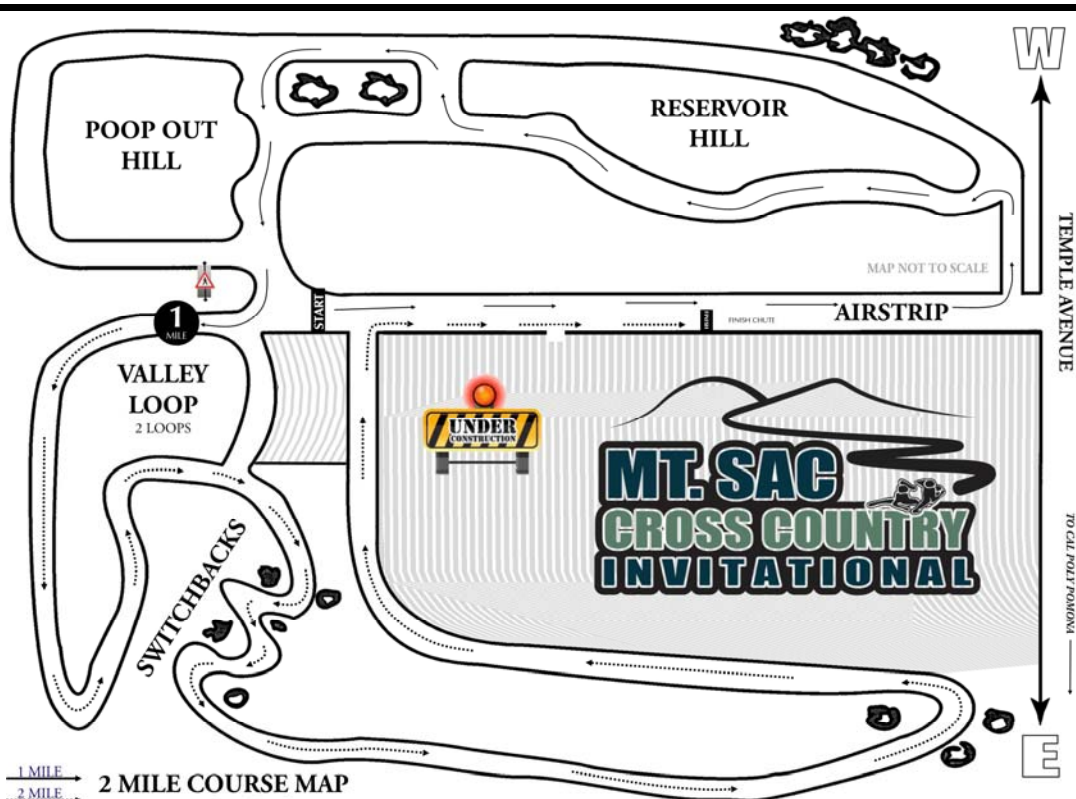 W
POOP OUT
HILL
RESERVOIR
HILL
TEMPLE AVENUE
MAP NOT TO SCALE
START
FINISH CHUTE
AIRSTRIP
1
MILE
VALLEY
LOOP
2 LOOPS
UNDER
CONSTRUCTION
MT. SAC
CROSS COUNTRY
INVITATIONAL
SWITCHBACKS
TO CAL POLY POMONA
E
1 MILE
2 MILE
2 MILE COURSE MAP